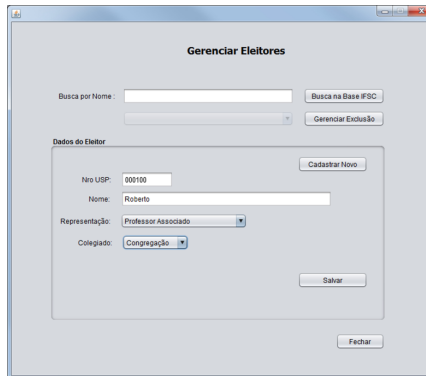 Gerenciar Eleitores
Busca por Nome :
Busca na Base IFSC
Gerenciar Exclusão
Dados do Eleitor
Cadastrar Novo
Nro USP: 000100
Nome: Roberto
Representação: Professor Associado
Colegiado: Congregação
Salvar
Fechar